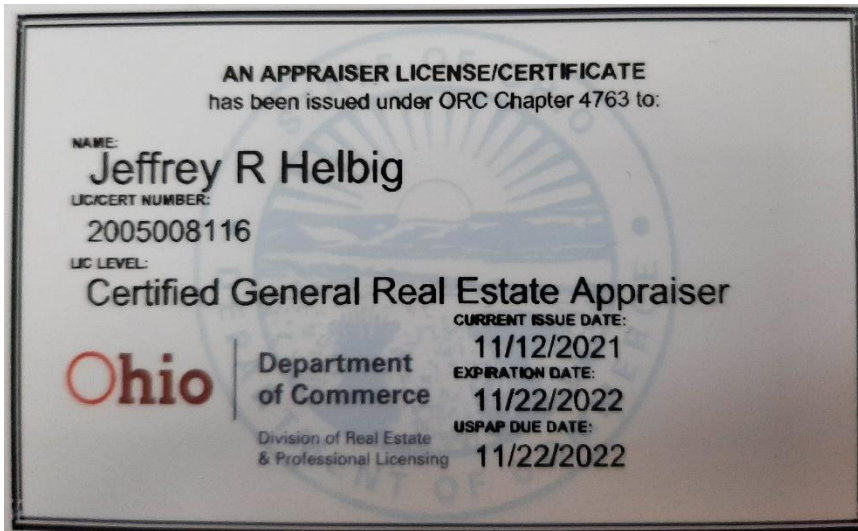 AN APPRAISER LICENSE/CERTIFICATE
has been issued under ORC Chapter 4763 to:
NAME:
Jeffrey R Helbig
LIC/CERT NUMBER:
2005008116
LIC LEVEL:
Certified General Real Estate Appraiser
CURRENT ISSUE DATE:
11/12/2021
EXPIRATION DATE:
11/22/2022
USPAP DUE DATE:
11/22/2022
Ohio
Department
of Commerce
Division of Real Estate
& Professional Licensing